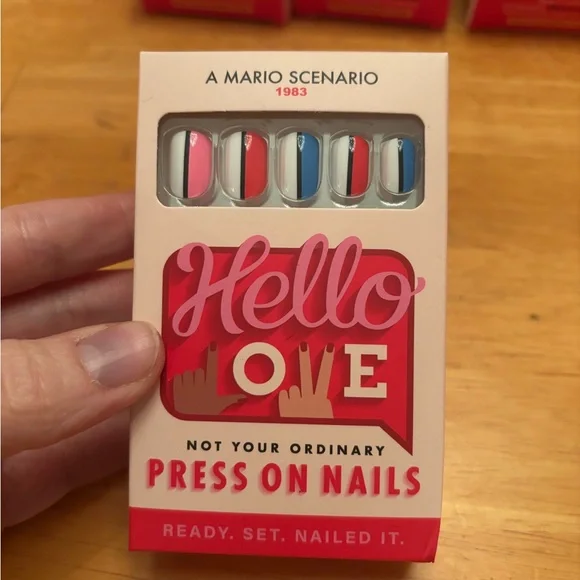 A MARIO SCENARIO
1983
Hello
LOVE
NOT YOUR ORDINARY
PRESS ON NAILS
READY. SET. NAILED IT.